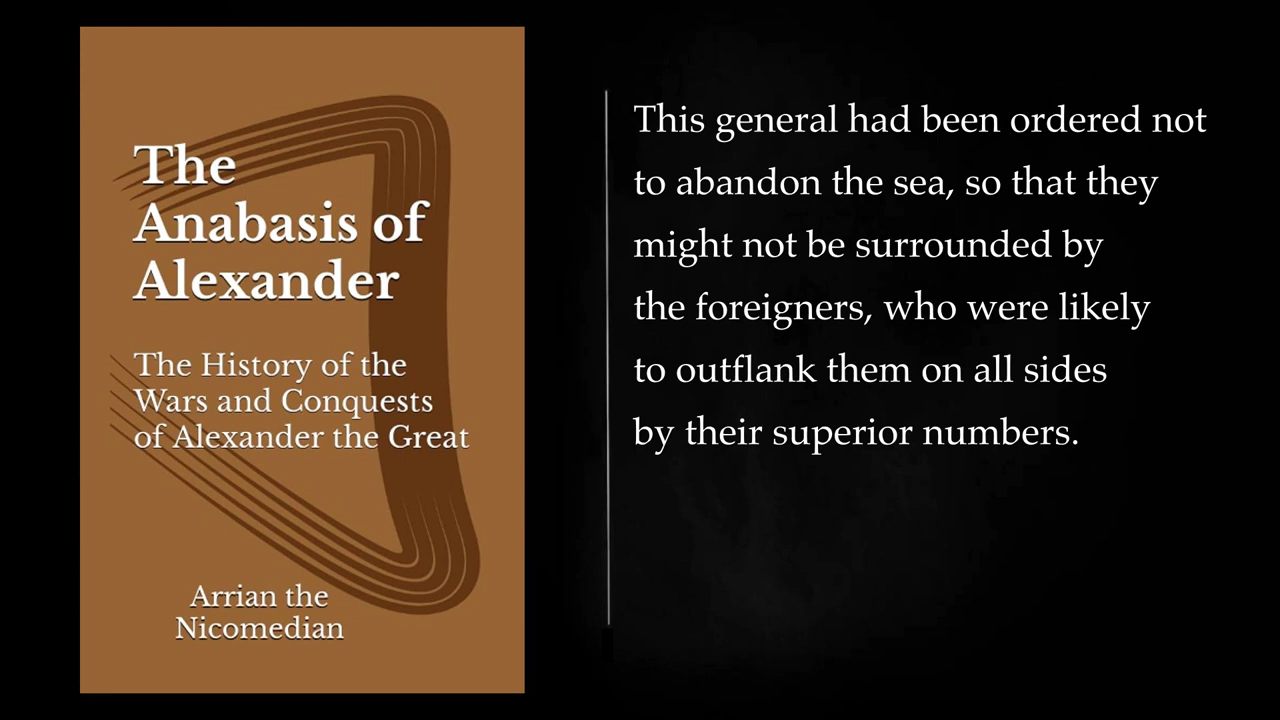 The
Anabasis of
Alexander
The History of the
Wars and Conquests
of Alexander the Great
Arrian the
Nicomedian
This general had been ordered not
to abandon the sea, so that they
might not be surrounded by
the foreigners, who were likely
to outflank them on all sides
by their superior numbers.